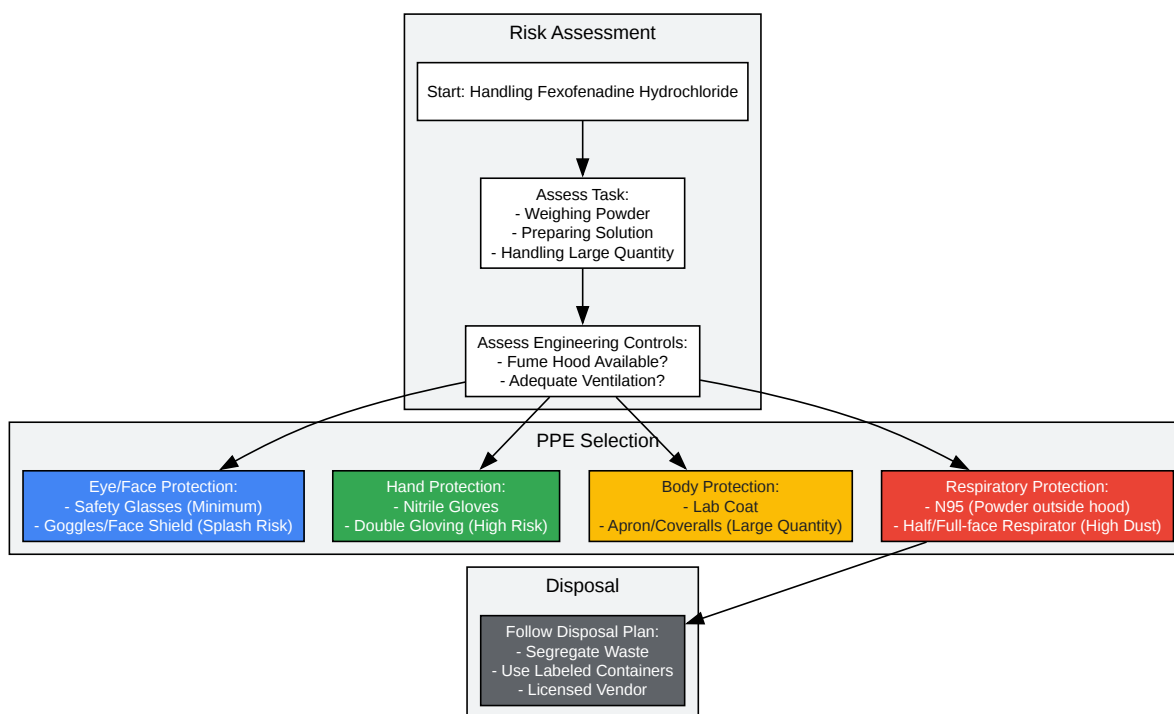 Risk Assessment
Start: Handling Fexofenadine Hydrochloride
Assess Task:
- Weighing Powder
- Preparing Solution
- Handling Large Quantity
Assess Engineering Controls:
- Fume Hood Available?
- Adequate Ventilation?
PPE Selection
Eye/Face Protection:
- Safety Glasses (Minimum)
- Goggles/Face Shield (Splash Risk)
Hand Protection:
- Nitrile Gloves
- Double Gloving (High Risk)
Body Protection:
- Lab Coat
- Apron/Coveralls (Large Quantity)
Respiratory Protection:
- N95 (Powder outside hood)
- Half/Full-face Respirator (High Dust)
Disposal
Follow Disposal Plan:
- Segregate Waste
- Use Labeled Containers
- Licensed Vendor